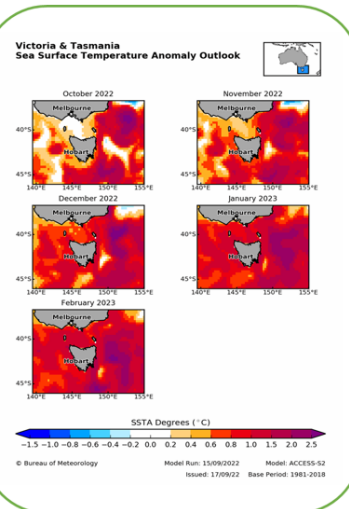 Victoria & Tasmania
Sea Surface Temperature Anomaly Outlook
October 2022
November 2022
Melbourne
Melbourne
40°S
40°S
Hobart
Hobart
45°S
45°S
140°E 145°E 150°E 155°E
140°E 145°E 150°E 155°E
December 2022
January 2023
Melbourne
Melbourne
40°S
40°S
Hobart
Hobart
45°S
45°S
140°E 145°E 150°E 155°E
140°E 145°E 150°E 155°E
February 2023
Melbourne
40°S
Hobart
45°S
SSTA Degrees (°C)
−1.5 −1.0 −0.8 −0.6 −0.4 −0.2 0.0 0.2 0.4 0.6 0.8 1.0 1.5 2.0 2.5
© Bureau of Meteorology
Model Run: 15/09/2022
Model: ACCESS-S2
Issued: 17/09/22
Base Period: 1981-2018